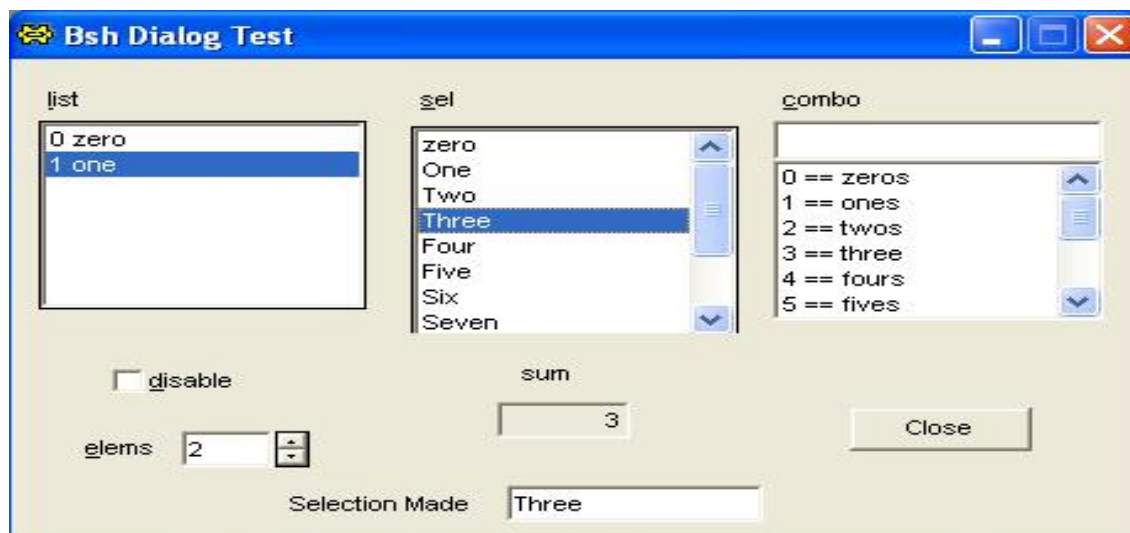 Bsh Dialog Test
list
0 zero
1 one
sel
zero
One
Two
Three
Four
Five
Six
Seven
combo
0 == zeros
1 == ones
2 == twos
3 == three
4 == fours
5 == fives
disable
sum
3
elems 2
Close
Selection Made Three